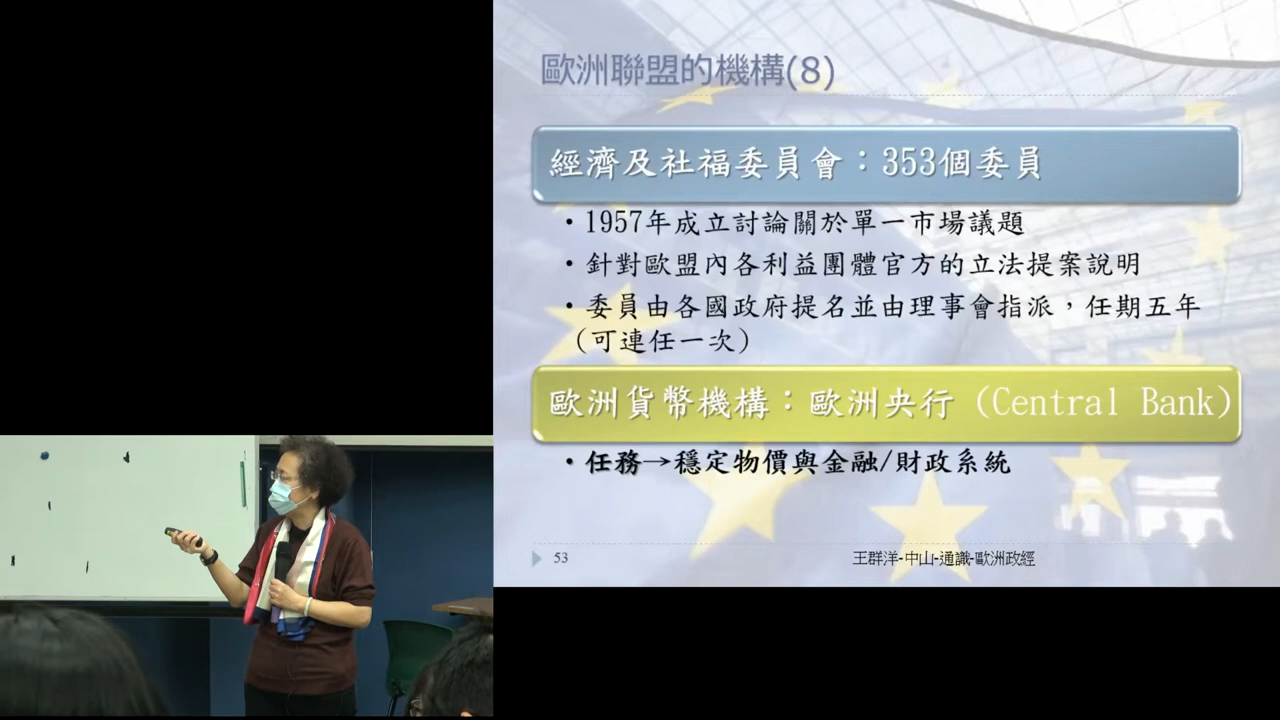 歐洲聯盟的機構(8)
經濟及社福委員會：353個委員
・1957年成立討論關於單一市場議題
・針對歐盟內各利益團體官方的立法提案說明
・委員由各國政府提名並由理事會指派，任期五年
(可連任一次)
歐洲貨幣機構：歐洲央行 (Central Bank)
・任務→穩定物價與金融/財政系統
53
王群洋-中山-通識-歐洲政經